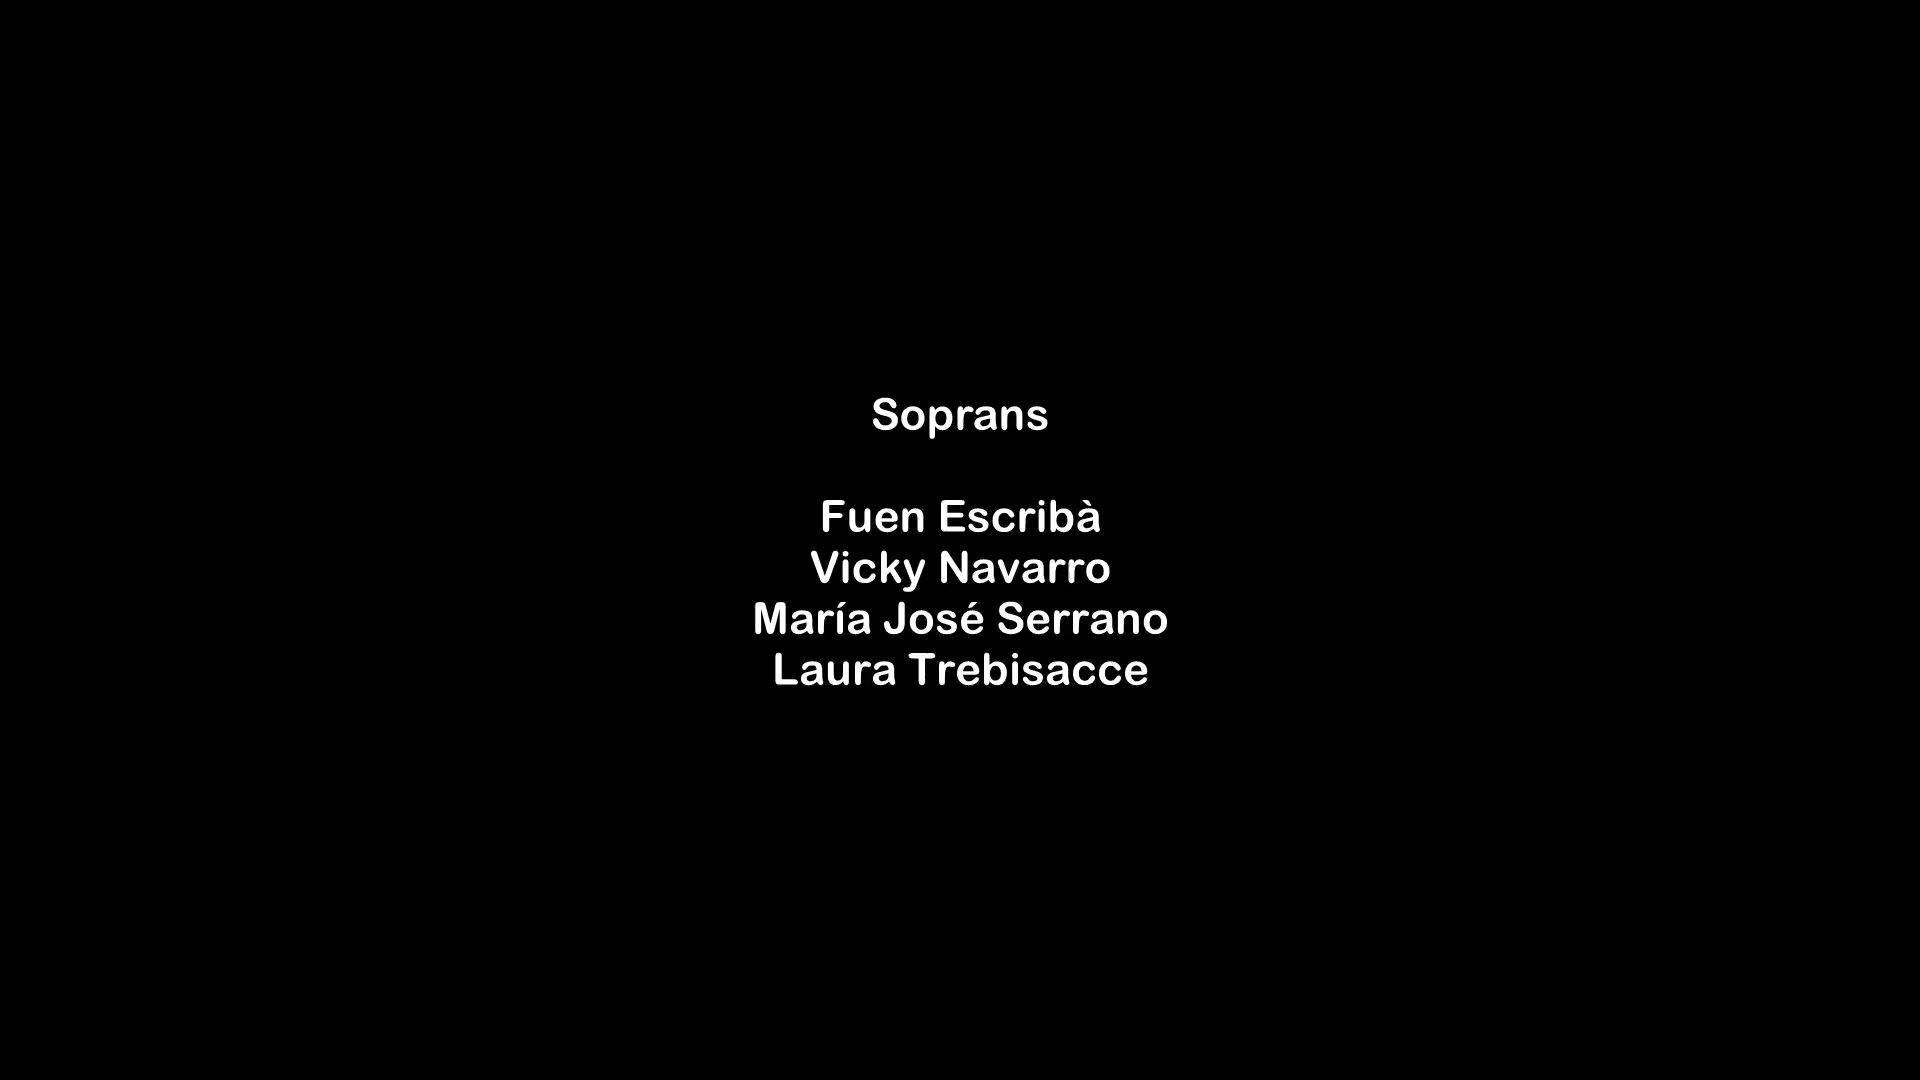 Soprans
Fuen Escribà
Vicky Navarro
María José Serrano
Laura Trebisacce